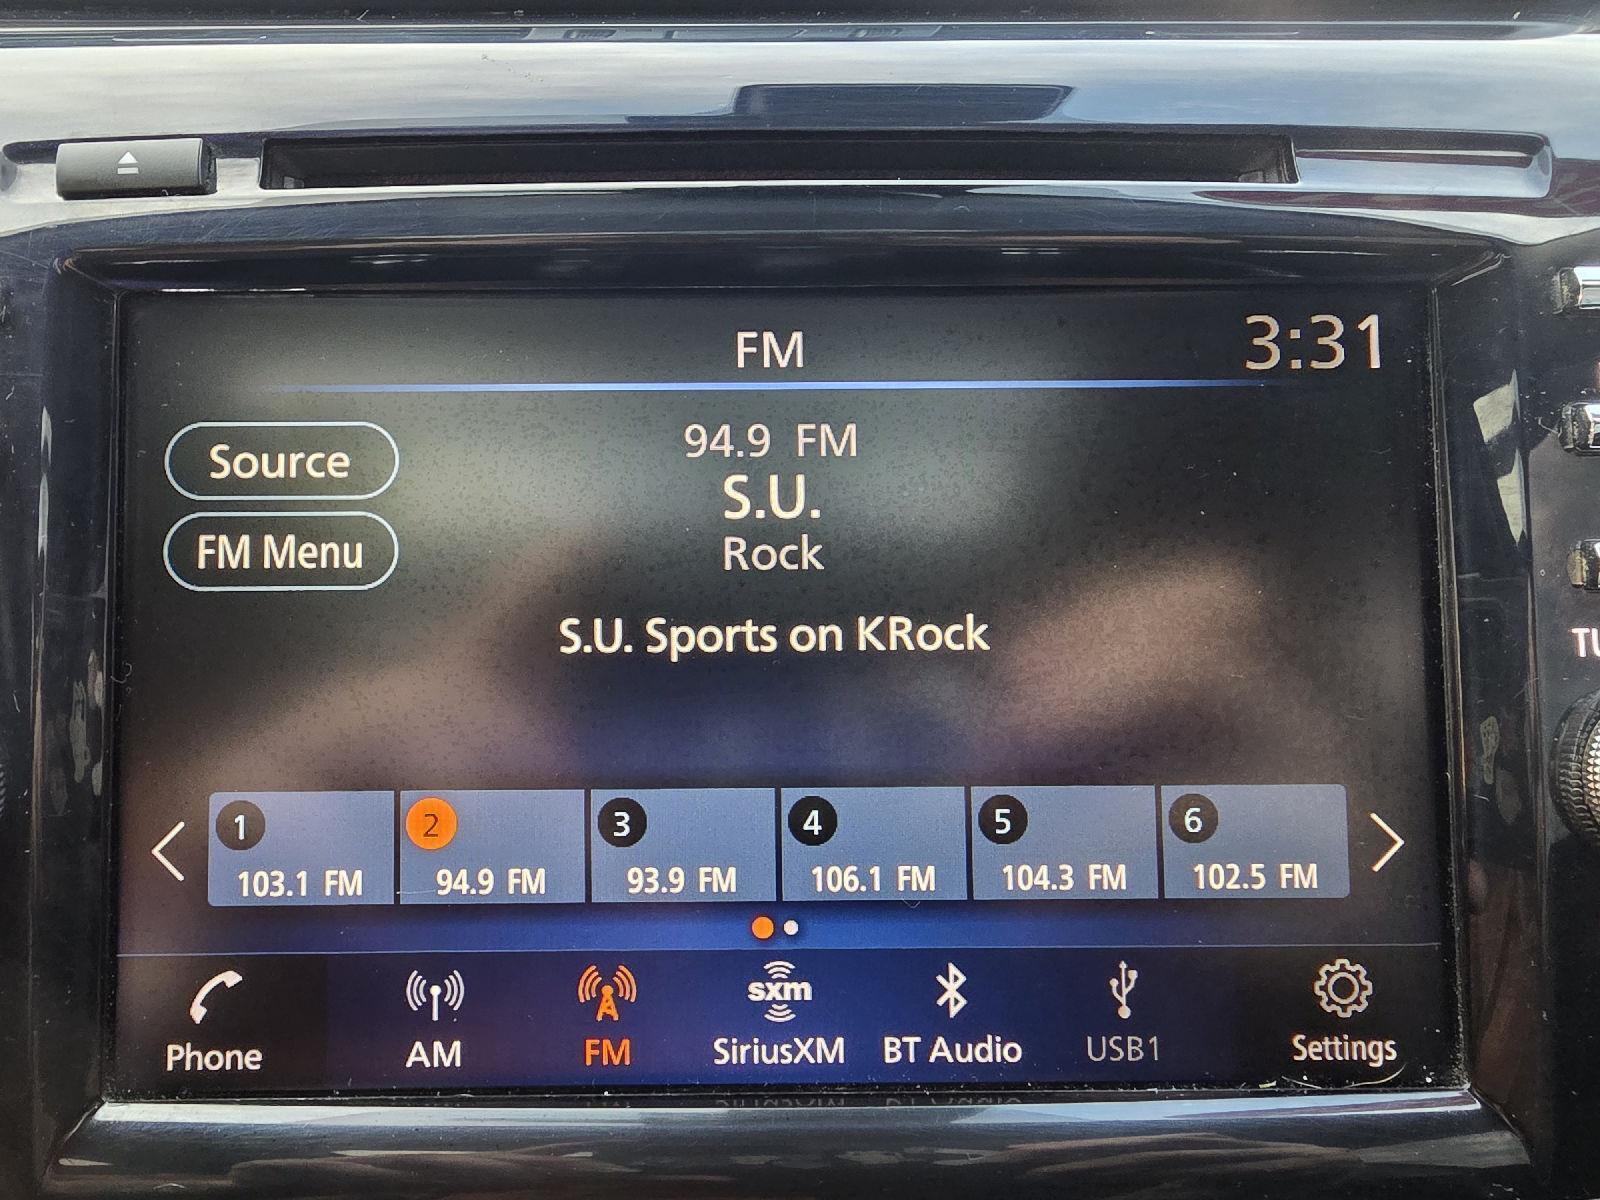 FM
3:31
Source
94.9 FM
S.U.
FM Menu
Rock
S.U. Sports on KRock
1
2
3
4
5
6
103.1 FM
94.9 FM
93.9 FM
106.1 FM
104.3 FM
102.5 FM
sxm
Phone
AM
FM
SiriusXM
BT Audio
USB1
Settings
TU